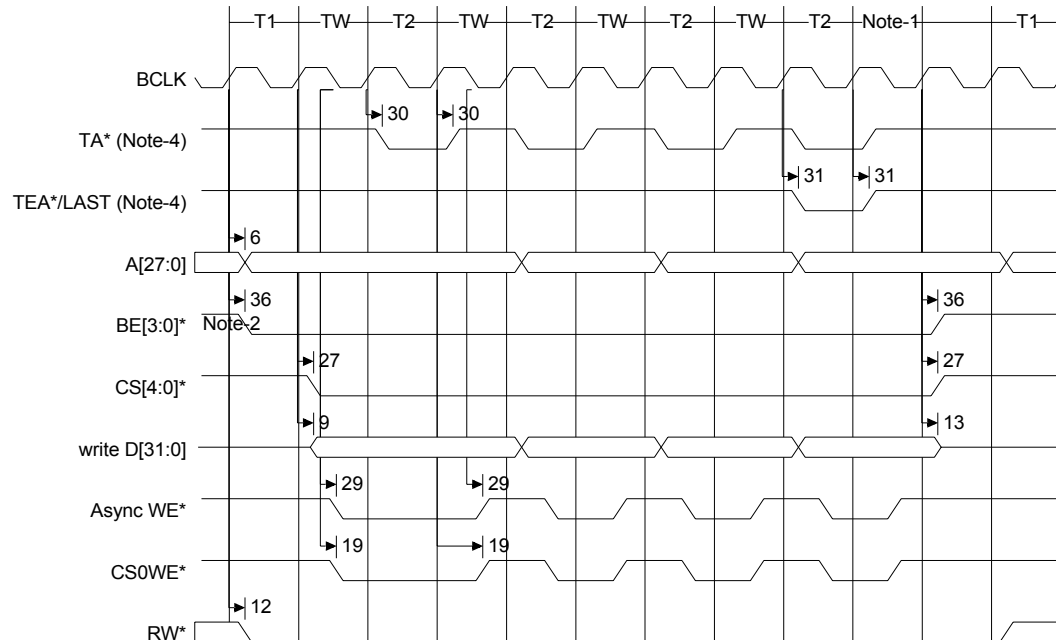 T1 TW T2 TW T2 TW T2 TW T2 Note-1 T1
BCLK
30 30
TA* (Note-4)
31 31
TEA*/LAST (Note-4)
6
A[27:0]
36 36
BE[3:0]* Note-2
27 27
CS[4:0]*
9 13
write D[31:0]
29 29
Async WE*
19 19
CS0WE*
12
RW*